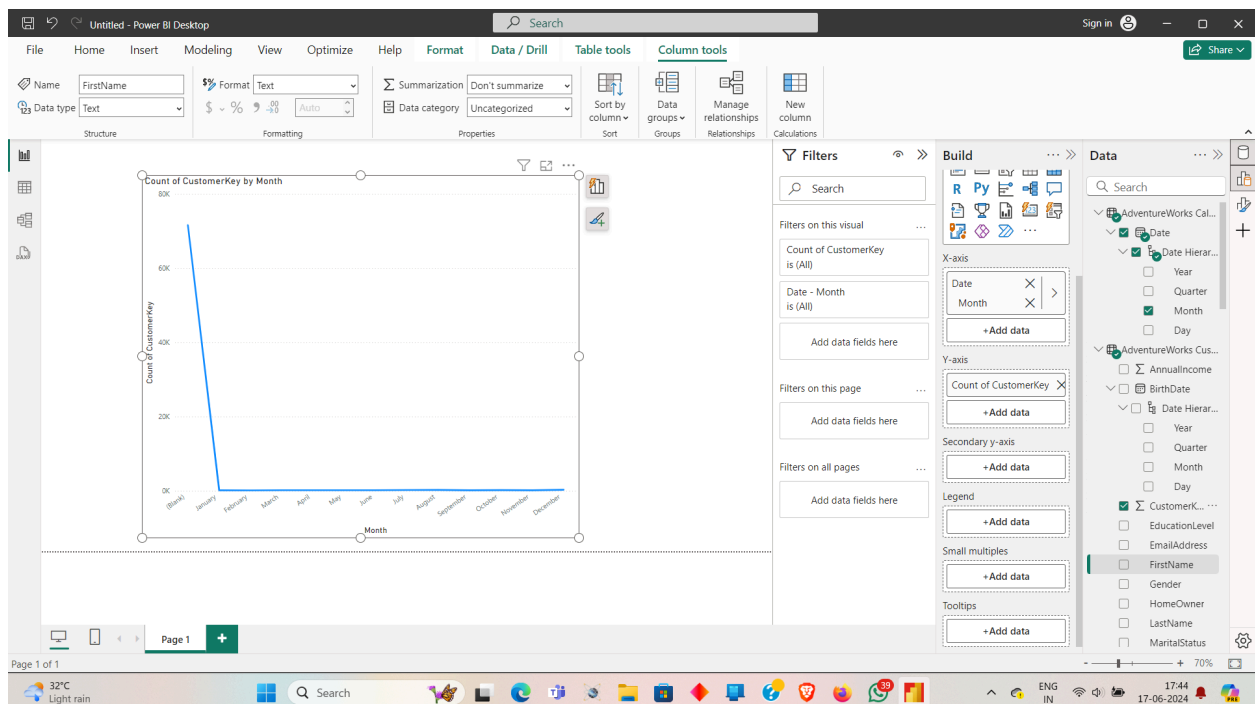 Untitled - Power BI Desktop
Search
Sign in
File Home Insert Modeling View Optimize Help Format Data / Drill Table tools Column tools
Share
Name FirstName
Data type Text
Structure
Format Text
$ % Auto
Formatting
Summarization Don't summarize
Data category Uncategorized
Properties
Sort by
column
Sort
Data
groups
Groups
Manage
relationships
Relationships
New
column
Calculations
Count of CustomerKey by Month
80K
60K
40K
20K
0K
Count of CustomerKey
(Blank) January February March April May June July August September October November December
Month
Filters
Search
Filters on this visual ...
Count of CustomerKey
is (All)
Date - Month
is (All)
Add data fields here
Filters on this page ...
Add data fields here
Filters on all pages ...
Add data fields here
Build
R Py
X-axis
Date
Month
+Add data
Y-axis
Count of CustomerKey
+Add data
Secondary y-axis
+Add data
Legend
+Add data
Small multiples
+Add data
Tooltips
+Add data
Data
Search
AdventureWorks Cal...
Date
Date Hierar...
Year
Quarter
Month
Day
AdventureWorks Cus...
AnnualIncome
BirthDate
Date Hierar...
Year
Quarter
Month
Day
CustomerK...
EducationLevel
EmailAddress
FirstName
Gender
HomeOwner
LastName
MaritalStatus
Page 1
Page 1 of 1
- + 70%
32°C
Light rain
Search
39
ENG
IN
17:44
17-06-2024
PRE